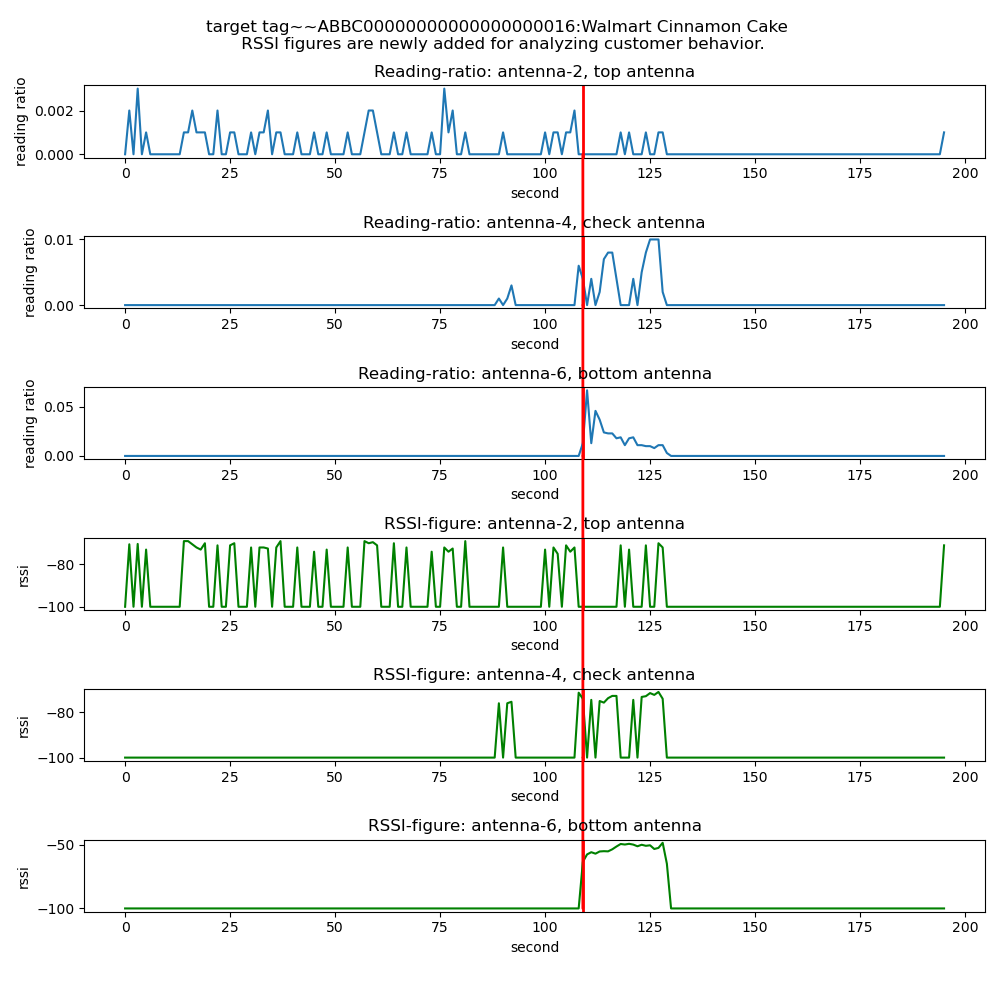 target tag~~ABBC00000000000000000016:Walmart Cinnamon Cake
RSSI figures are newly added for analyzing customer behavior.
Reading-ratio: antenna-2, top antenna
reading ratio
0.002
0.000
0 25 50 75 100 125 150 175 200
second
Reading-ratio: antenna-4, check antenna
reading ratio
0.01
0.00
0 25 50 75 100 125 150 175 200
second
Reading-ratio: antenna-6, bottom antenna
reading ratio
0.05
0.00
0 25 50 75 100 125 150 175 200
second
RSSI-figure: antenna-2, top antenna
rssi
−80
−100
0 25 50 75 100 125 150 175 200
second
RSSI-figure: antenna-4, check antenna
rssi
−80
−100
0 25 50 75 100 125 150 175 200
second
RSSI-figure: antenna-6, bottom antenna
rssi
−50
−100
0 25 50 75 100 125 150 175 200
second